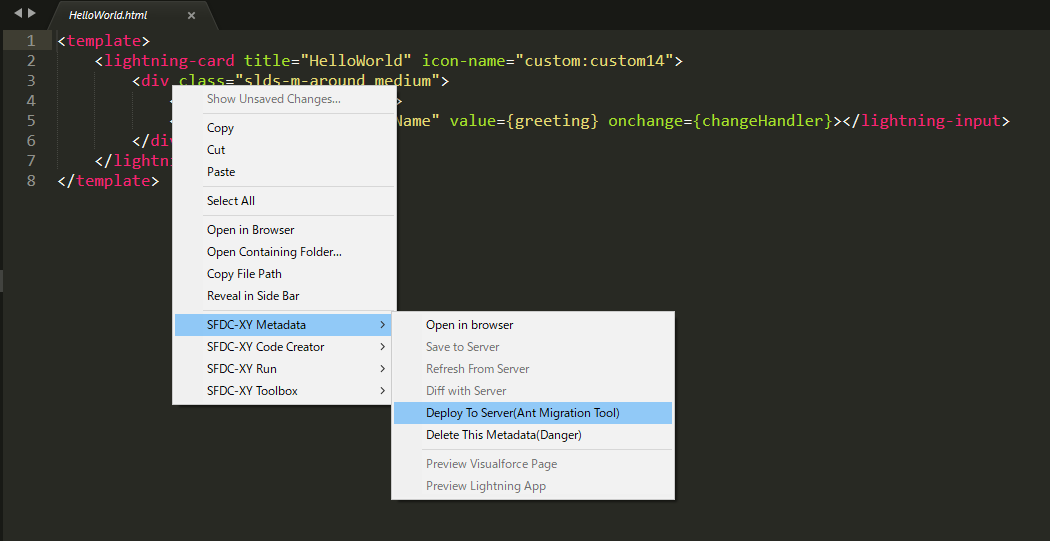 HelloWorld.html
1 <template>
2 <lightning-card title="HelloWorld" icon-name="custom:custom14">
3 <div class="slds-m-around_medium">
4 < >
5 < Name" value={greeting} onchange={changeHandler}></lightning-input>
6 </div
7 </lightni
8 </template>
Show Unsaved Changes...
Copy
Cut
Paste
Select All
Open in Browser
Open Containing Folder...
Copy File Path
Reveal in Side Bar
SFDC-XY Metadata
SFDC-XY Code Creator
SFDC-XY Run
SFDC-XY Toolbox
Open in browser
Save to Server
Refresh From Server
Diff with Server
Deploy To Server(Ant Migration Tool)
Delete This Metadata(Danger)
Preview Visualforce Page
Preview Lightning App